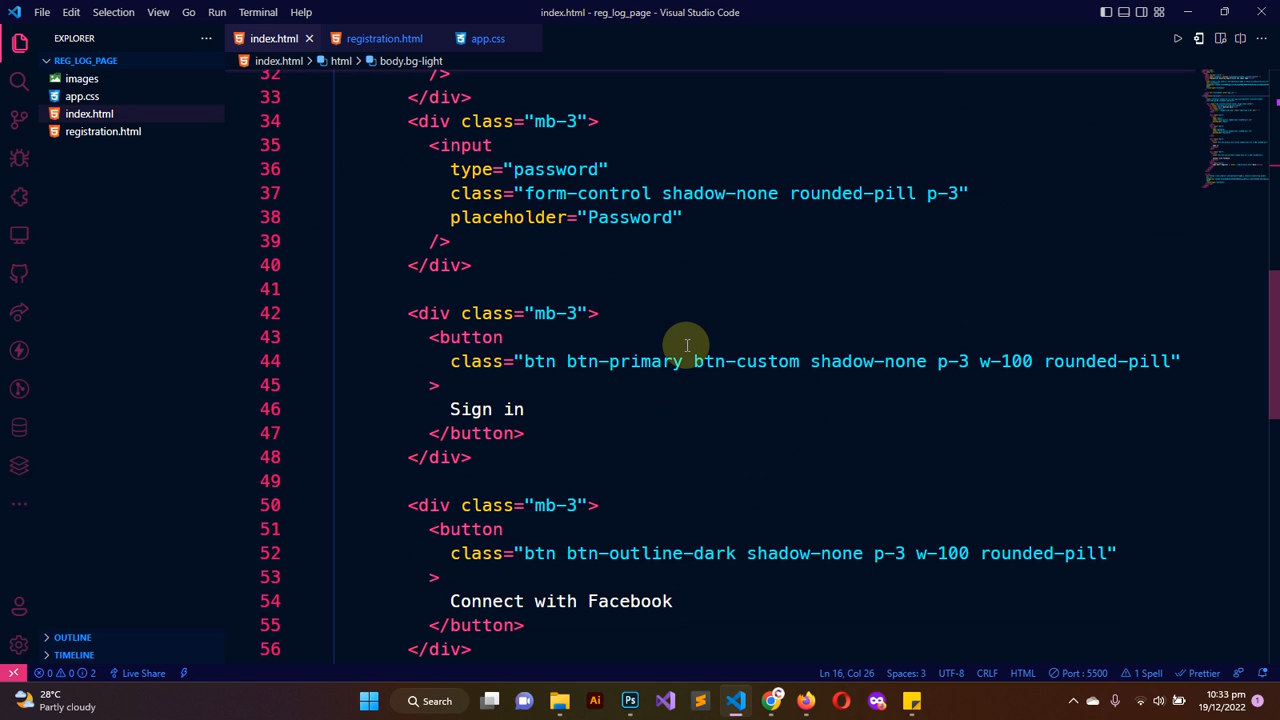 File Edit Selection View Go Run Terminal Help
index.html - reg_log_page - Visual Studio Code
EXPLORER
REG_LOG_PAGE
images
app.css
index.html
registration.html
OUTLINE
TIMELINE
index.html registration.html app.css
index.html > html > body.bg-light
32 />
33 </div>
34 <div class="mb-3">
35 <input
36 type="password"
37 class="form-control shadow-none rounded-pill p-3"
38 placeholder="Password"
39 />
40 </div>
41
42 <div class="mb-3">
43 <button
44 class="btn btn-primary btn-custom shadow-none p-3 w-100 rounded-pill"
45 >
46 Sign in
47 </button>
48 </div>
49
50 <div class="mb-3">
51 <button
52 class="btn btn-outline-dark shadow-none p-3 w-100 rounded-pill"
53 >
54 Connect with Facebook
55 </button>
56 </div>
0 0 2 Live Share
Ln 16, Col 26 Spaces: 3 UTF-8 CRLF HTML Port : 5500 1 Spell Prettier
28°C
Partly cloudy
Search
Ai Ps
10:33 pm
19/12/2022
1